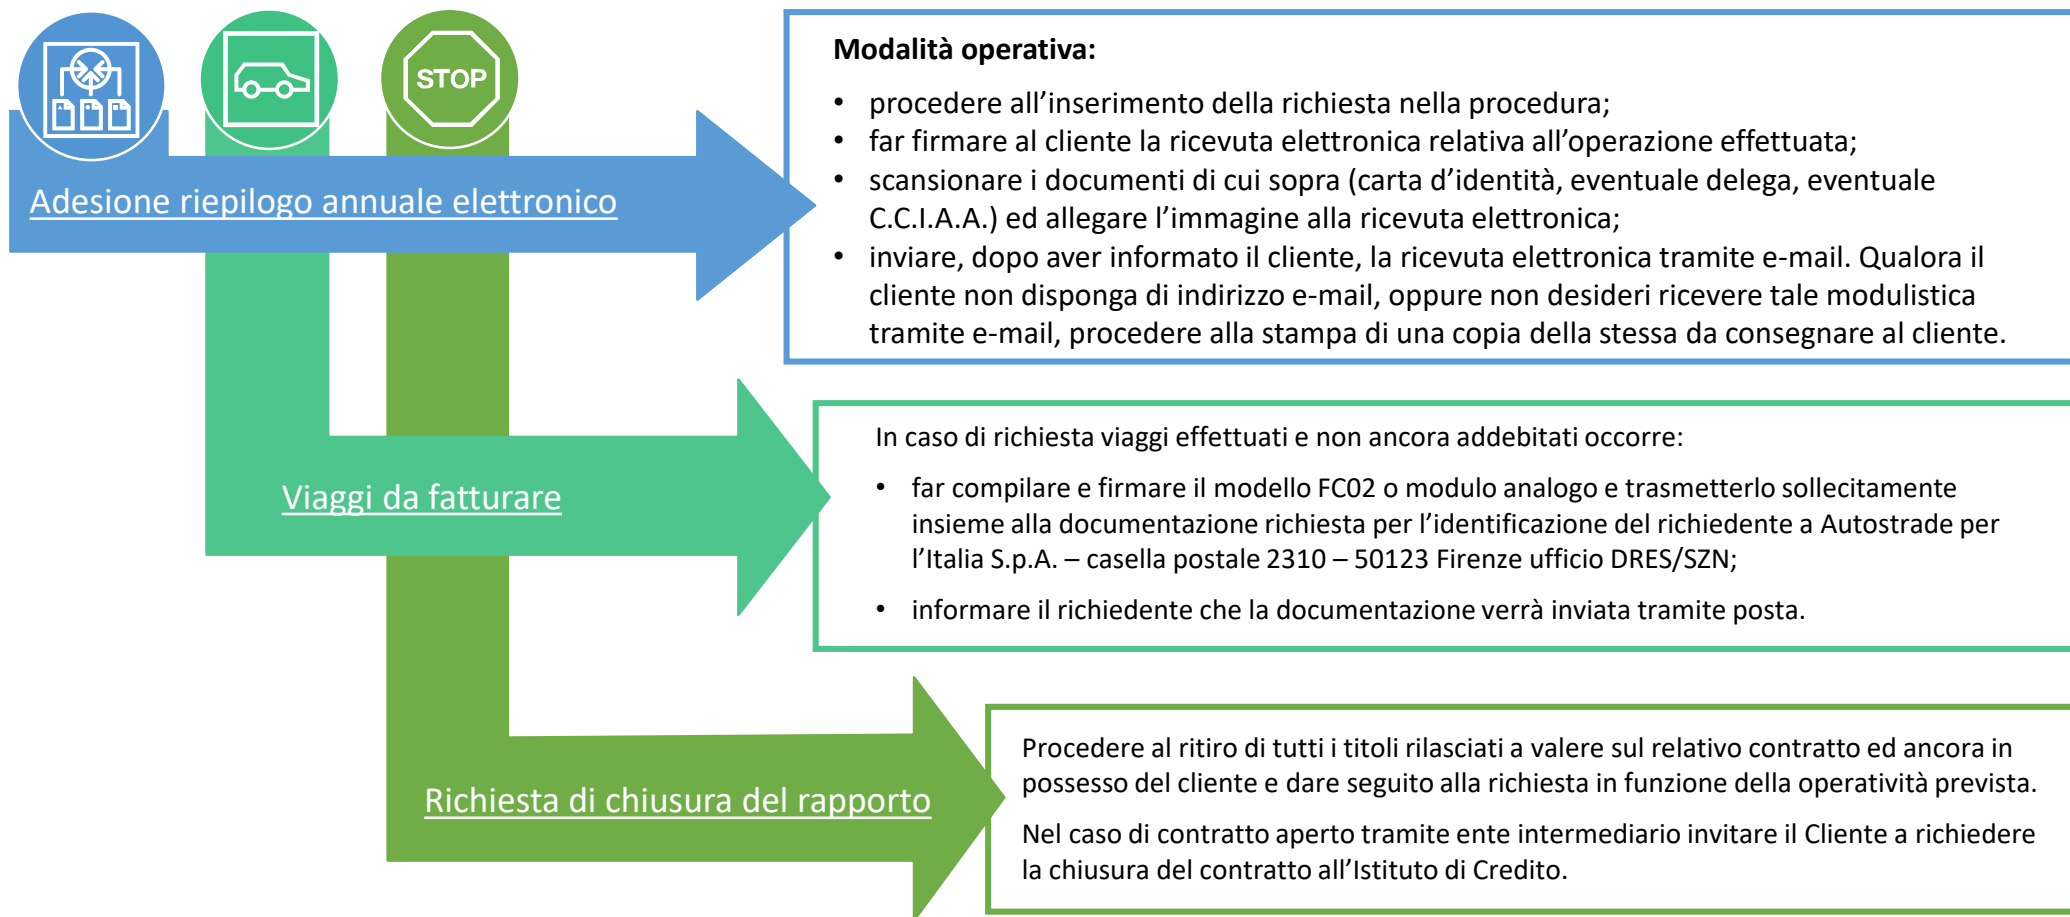 STOP
Adesione riepilogo annuale elettronico
Modalità operativa:
• procedere all’inserimento della richiesta nella procedura;
• far firmare al cliente la ricevuta elettronica relativa all’operazione effettuata;
• scansionare i documenti di cui sopra (carta d’identità, eventuale delega, eventuale
C.C.I.A.A.) ed allegare l’immagine alla ricevuta elettronica;
• inviare, dopo aver informato il cliente, la ricevuta elettronica tramite e-mail. Qualora il
cliente non disponga di indirizzo e-mail, oppure non desideri ricevere tale modulistica
tramite e-mail, procedere alla stampa di una copia della stessa da consegnare al cliente.
Viaggi da fatturare
In caso di richiesta viaggi effettuati e non ancora addebitati occorre:
• far compilare e firmare il modello FC02 o modulo analogo e trasmetterlo sollecitamente
insieme alla documentazione richiesta per l’identificazione del richiedente a Autostrade per
l’Italia S.p.A. – casella postale 2310 – 50123 Firenze ufficio DRES/SZN;
• informare il richiedente che la documentazione verrà inviata tramite posta.
Richiesta di chiusura del rapporto
Procedere al ritiro di tutti i titoli rilasciati a valere sul relativo contratto ed ancora in
possesso del cliente e dare seguito alla richiesta in funzione della operatività prevista.
Nel caso di contratto aperto tramite ente intermediario invitare il Cliente a richiedere
la chiusura del contratto all’Istituto di Credito.